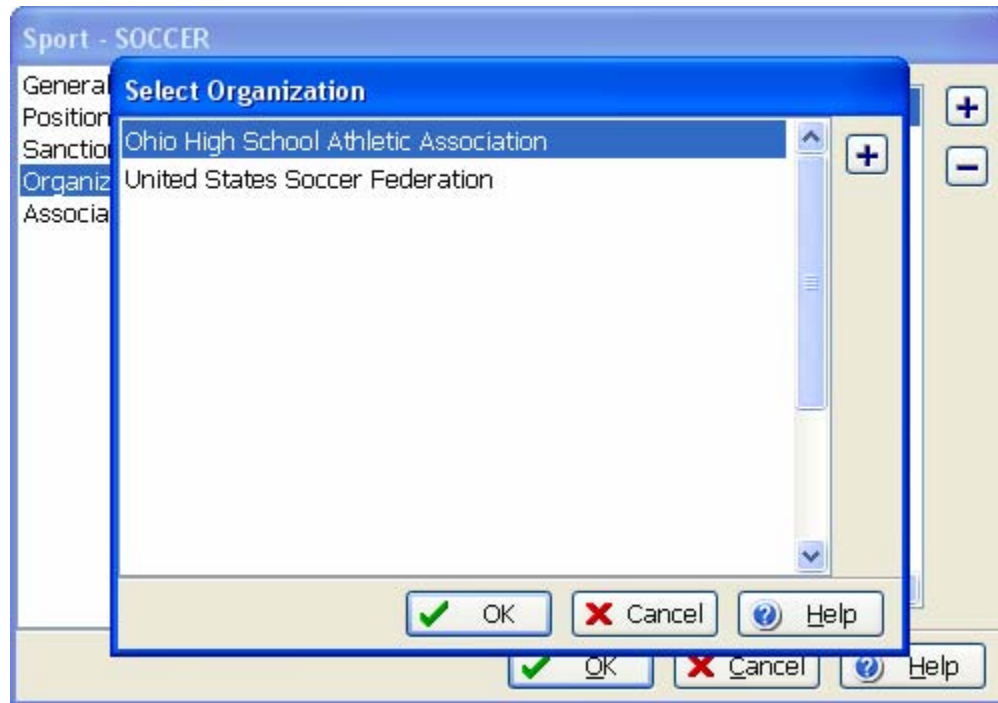 Sport - SOCCER
Select Organization
General
Position
Sanctio
Organiz
Associa
Ohio High School Athletic Association
United States Soccer Federation
OK
Cancel
Help
OK
Cancel
Help